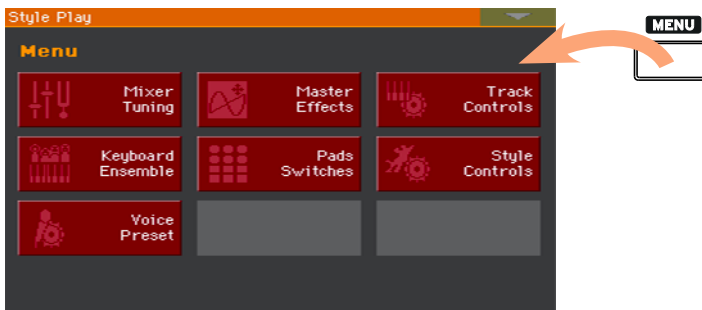 Style Play
MENU
Menu
Mixer
Tuning
Master
Effects
Track
Controls
Keyboard
Ensemble
Pads
Switches
Style
Controls
Voice
Preset